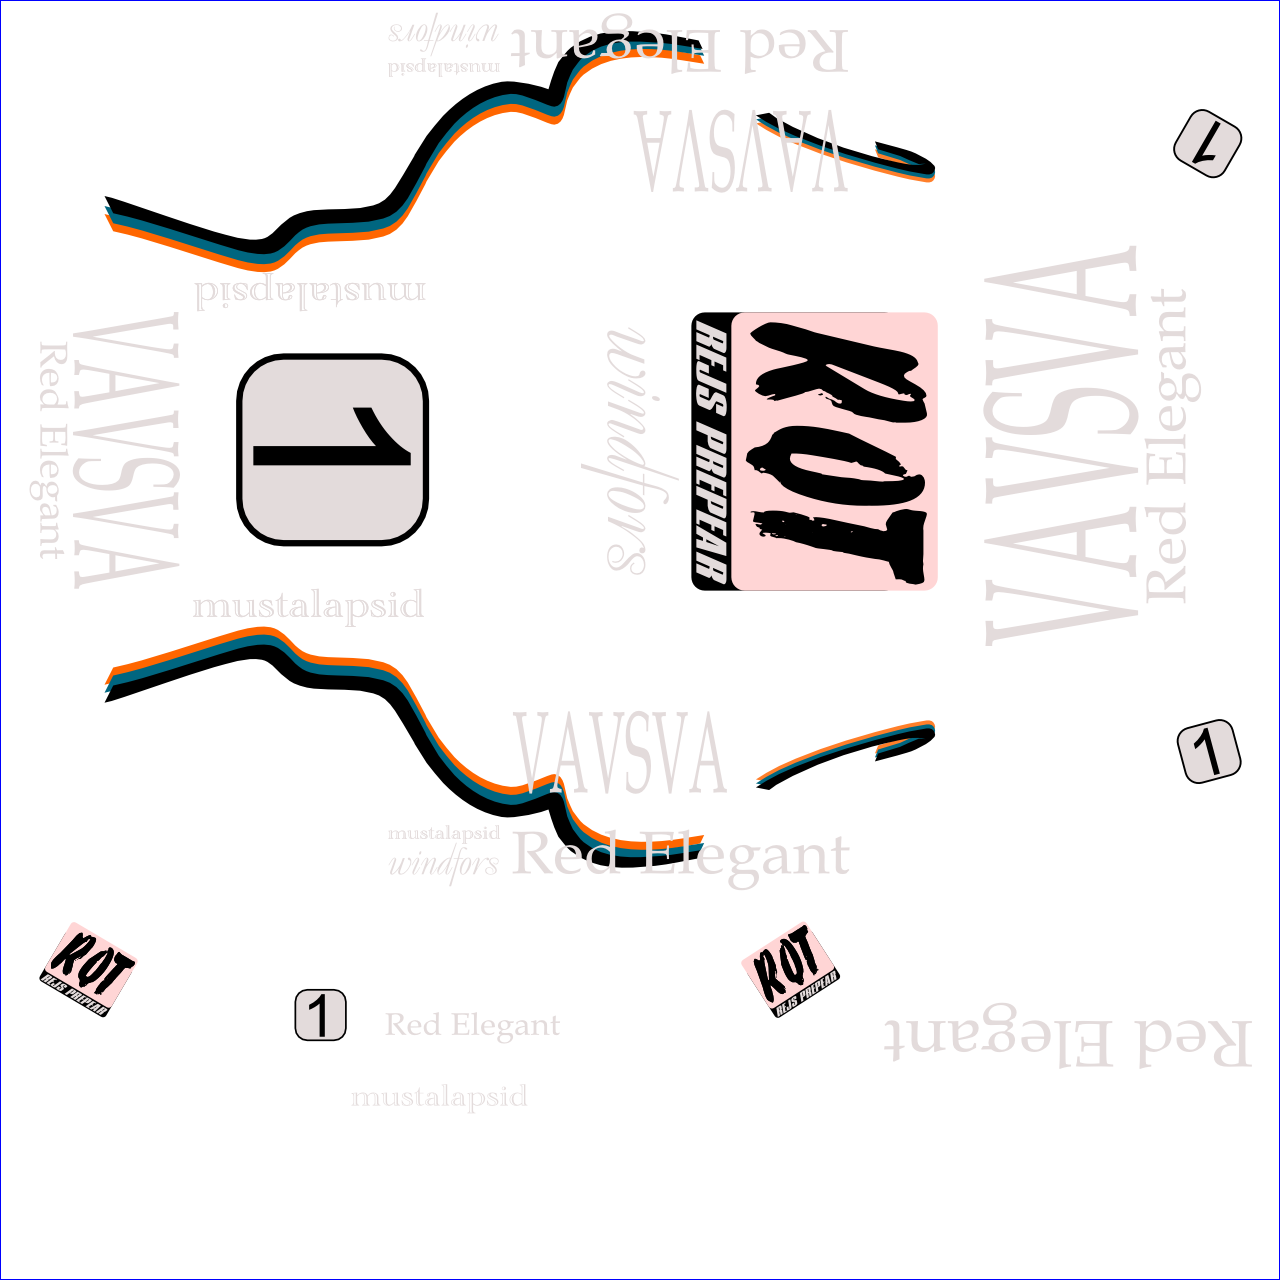 windfors
mustalapsid
Red Elegant
VAVSVA
1
mustalapsid
Red Elegant
VAVSVA
1
windfors
REJS PREPEAR
ROT
VAVSVA
Red Elegant
mustalapsid
VAVSVA
1
mustalapsid
windfors
Red Elegant
ROT
REJS PREPEAR
1
Red Elegant
mustalapsid
ROT
REJS PREPEAR
Red Elegant